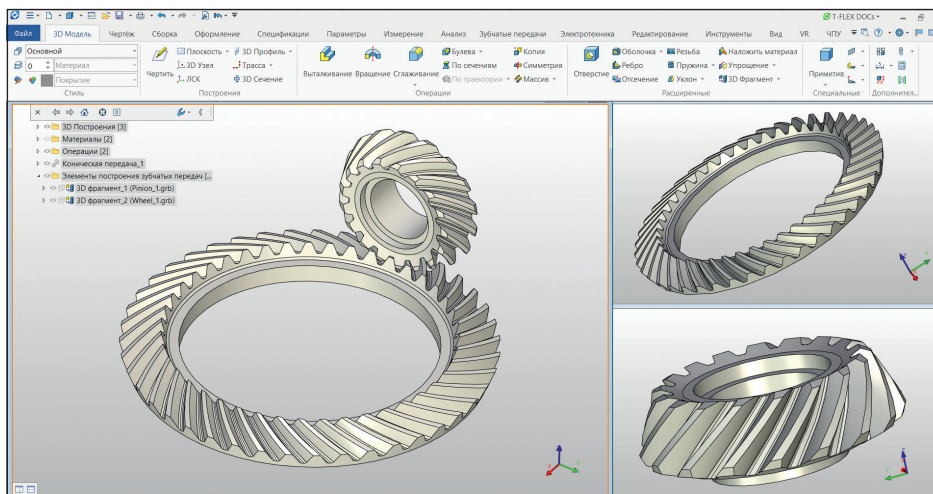 T-FLEX DOCs
Файл 3D Модель Чертёж Сборка Оформление Спецификации Параметры Измерение Анализ Зубчатые передачи Электротехника Редактирование Инструменты Вид VR ЧПУ
Основной
0 Материал
Покрытие
Стиль
Чертить
Плоскость 3D Профиль
3D Узел Трасса
ЛСК 3D Сечение
Построения
Выталкивание Вращение Сглаживание
Булева Копия
По сечениям Симметрия
По траектории Массив
Операции
Отверстие
Оболочка Резьба Наложить материал
Ребро Пружина Упрощение
Отсечение Уклон 3D Фрагмент
Расширенные
Примитив
Специальные
Дополнител...
3D Построения [3]
Материалы [2]
Операции [2]
Коническая передача_1
Элементы построения зубчатых передач [...
3D фрагмент_1 (Pinion_1.grb)
3D фрагмент_2 (Wheel_1.grb)